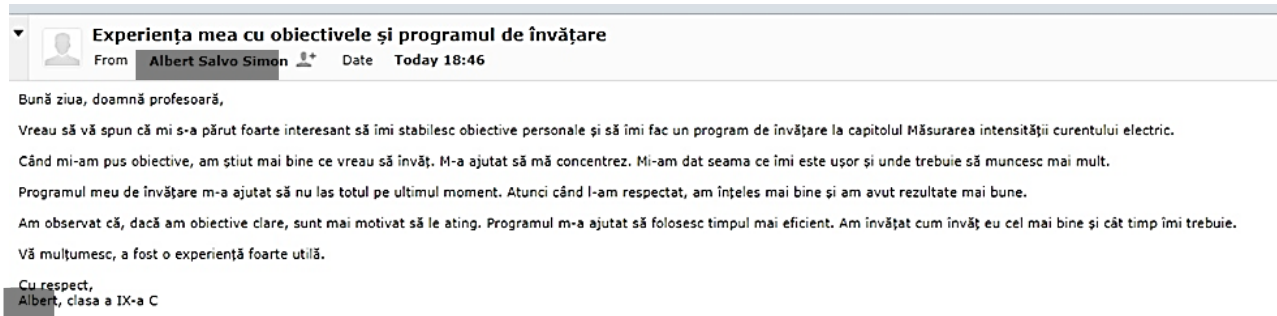 Experiența mea cu obiectivele și programul de învățare
From Albert Salvo Simon Date Today 18:46
Bună ziua, doamnă profesoară,
Vreau să vă spun că mi s-a părut foarte interesant să îmi stabilesc obiective personale și să îmi fac un program de învățare la capitolul Măsurarea intensității curentului electric.
Când mi-am pus obiective, am știut mai bine ce vreau să învăț. M-a ajutat să mă concentrez. Mi-am dat seama ce îmi este ușor și unde trebuie să muncesc mai mult.
Programul meu de învățare m-a ajutat să nu las totul pe ultimul moment. Atunci când l-am respectat, am înțeles mai bine și am avut rezultate mai bune.
Am observat că, dacă am obiective clare, sunt mai motivat să le ating. Programul m-a ajutat să folosesc timpul mai eficient. Am învățat cum învăț eu cel mai bine și cât timp îmi trebuie.
Vă mulțumesc, a fost o experiență foarte utilă.
Cu respect,
Albert, clasa a IX-a C